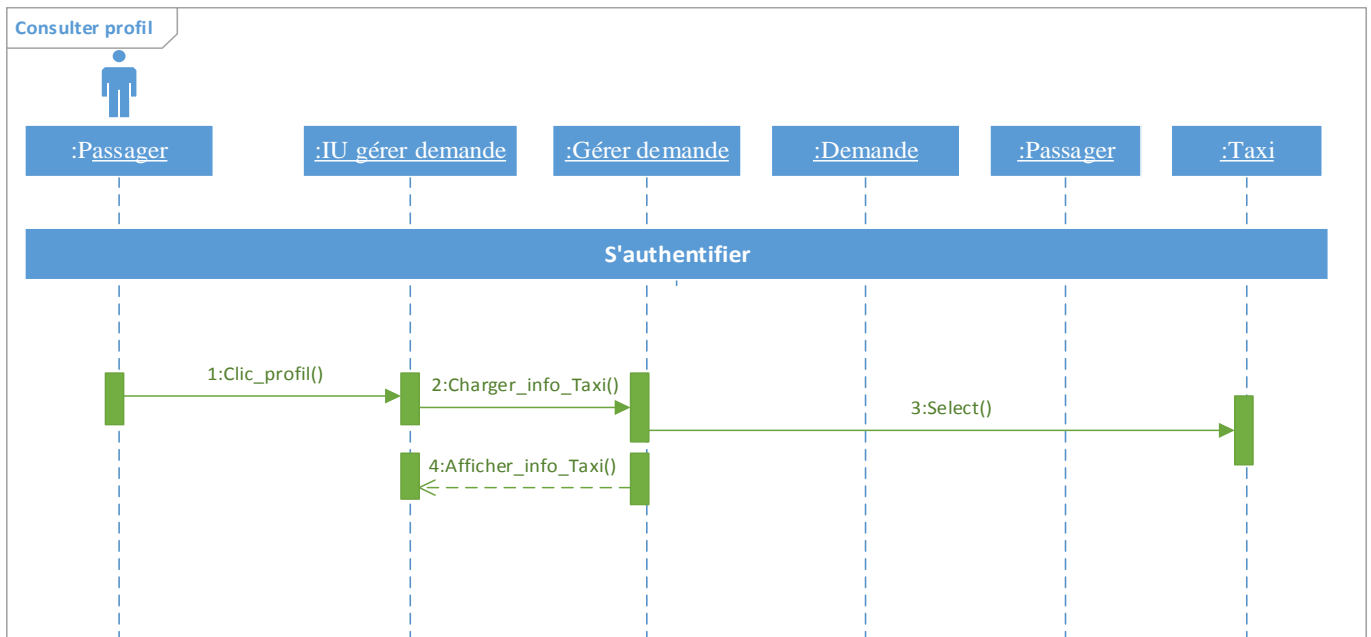 Consulter profil
:Passager
:IU gérer demande
:Gérer demande
:Demande
:Passager
:Taxi
S'authentifier
1:Clic_profil()
2:Charger_info_Taxi()
3:Select()
4:Afficher_info_Taxi()